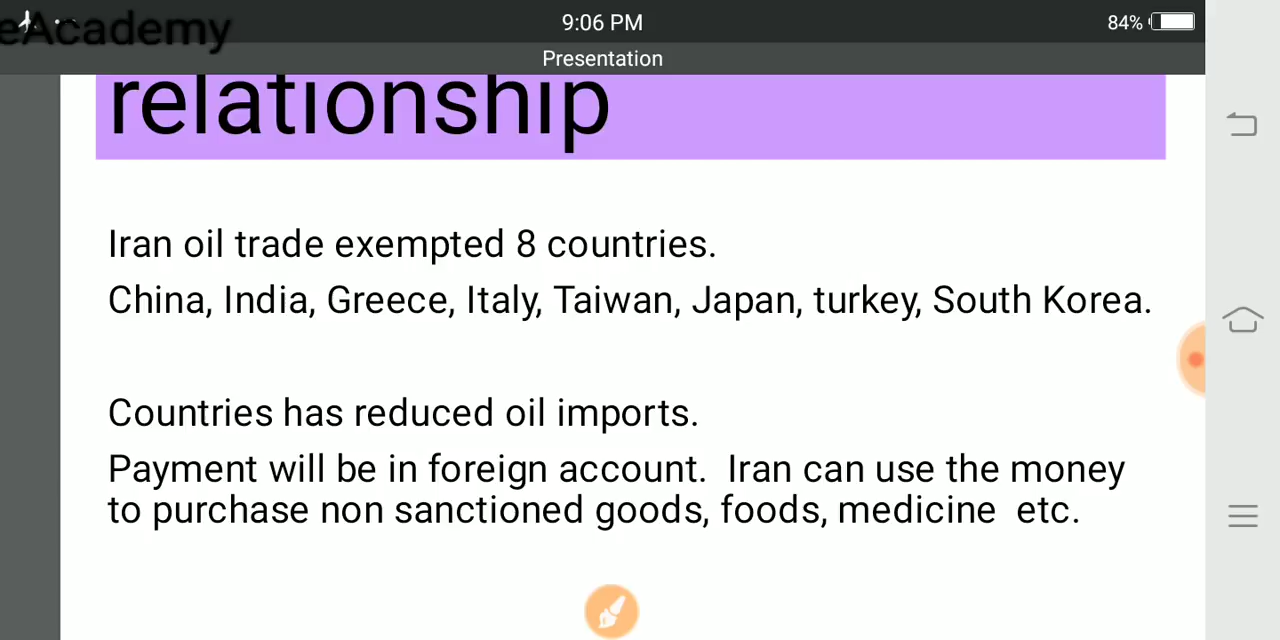 eAcademy
9:06 PM
84%
Presentation
relationship
Iran oil trade exempted 8 countries.
China, India, Greece, Italy, Taiwan, Japan, turkey, South Korea.
Countries has reduced oil imports.
Payment will be in foreign account. Iran can use the money
to purchase non sanctioned goods, foods, medicine etc.